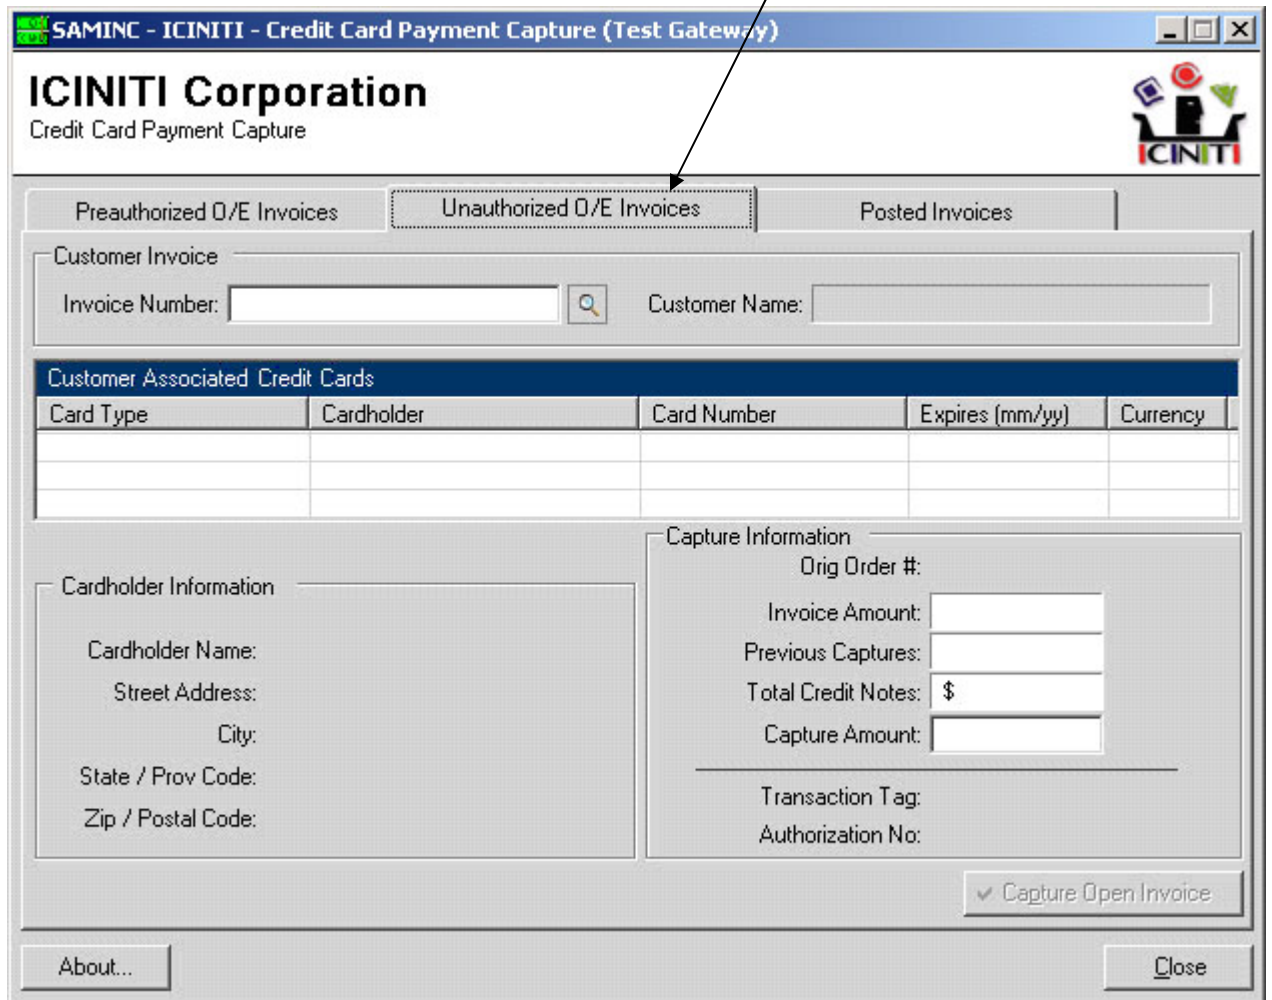 SAMINC - ICINITI - Credit Card Payment Capture (Test Gateway)
ICINITI Corporation
Credit Card Payment Capture
ICINITI
Preauthorized O/E Invoices Unauthorized O/E Invoices Posted Invoices
Customer Invoice
Invoice Number: Customer Name:
Customer Associated Credit Cards
Card Type Cardholder Card Number Expires (mm/yy) Currency
Cardholder Information
Cardholder Name:
Street Address:
City:
State / Prov Code:
Zip / Postal Code:
Capture Information
Orig Order #:
Invoice Amount:
Previous Captures:
Total Credit Notes: $
Capture Amount:
Transaction Tag:
Authorization No:
Capture Open Invoice
About... Close